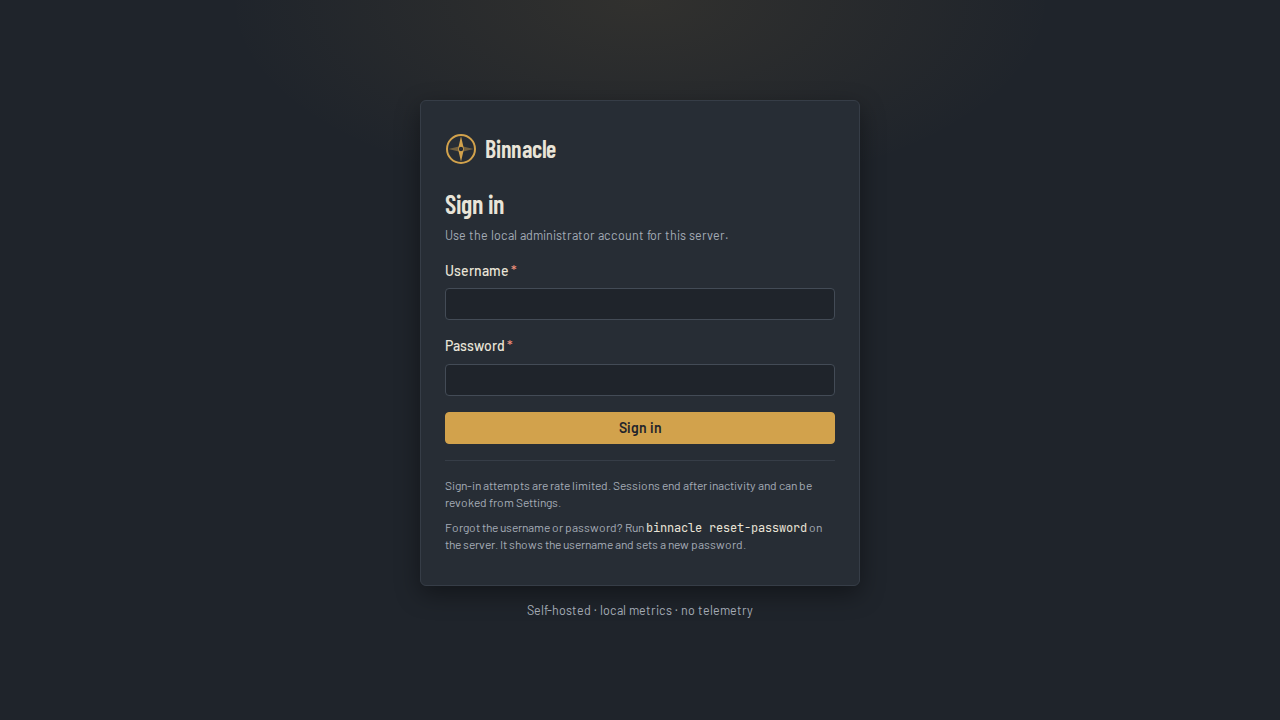 Binnacle
Sign in
Use the local administrator account for this server.
Username *
Password *
Sign in
Sign-in attempts are rate limited. Sessions end after inactivity and can be
revoked from Settings.
Forgot the username or password? Run binnacle reset-password on
the server. It shows the username and sets a new password.
Self-hosted · local metrics · no telemetry